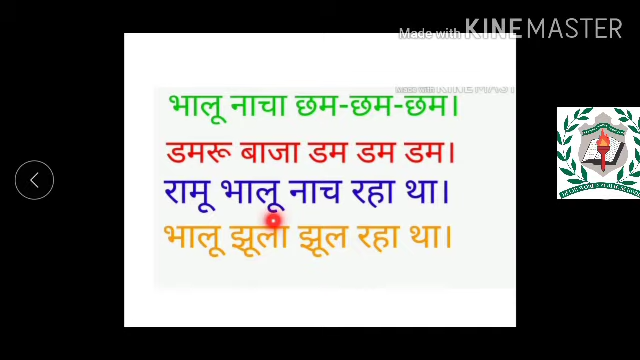 Made with KINEMASTER
भालू नाचा छम-छम-छम।
डमरू बाजा डम डम डम।
रामू भालू नाच रहा था।
भालू झूला झूल रहा था।